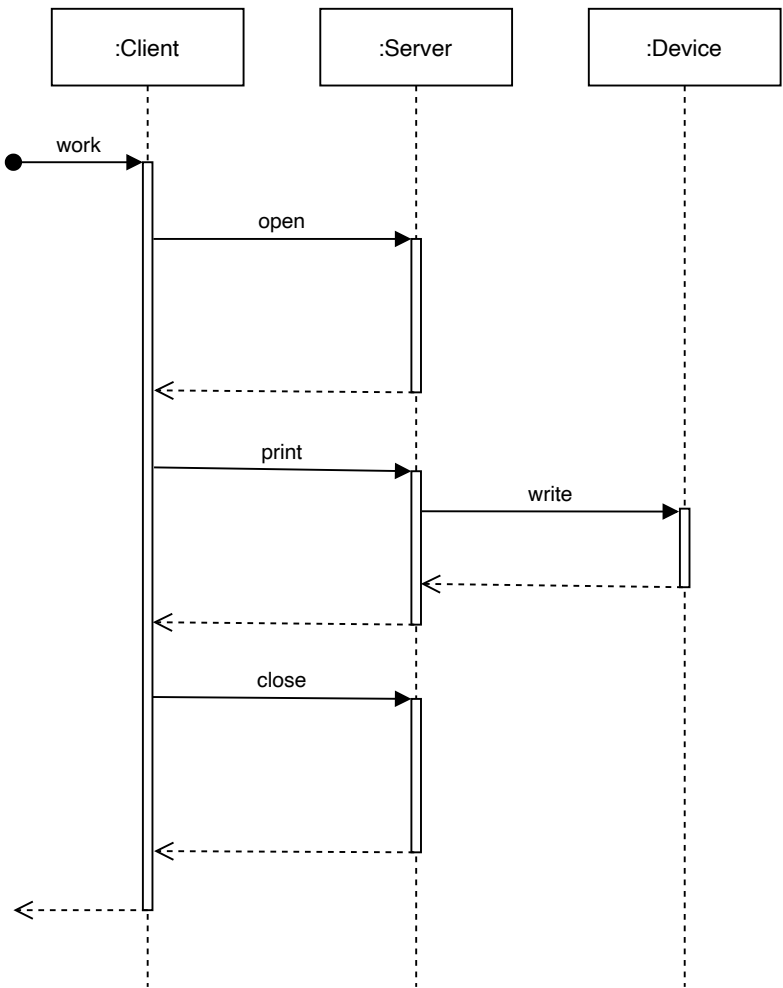 :Client
:Server
:Device
work
open
print
write
close